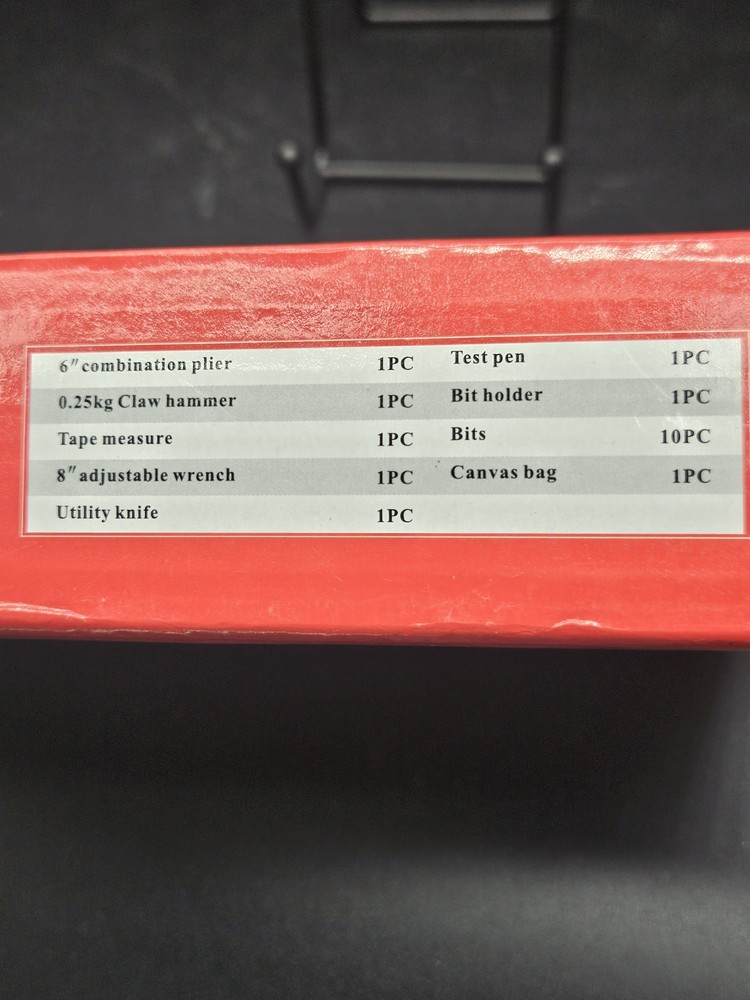 6" combination plier 1PC
0.25kg Claw hammer 1PC
Tape measure 1PC
8" adjustable wrench 1PC
Utility knife 1PC
Test pen 1PC
Bit holder 1PC
Bits 10PC
Canvas bag 1PC